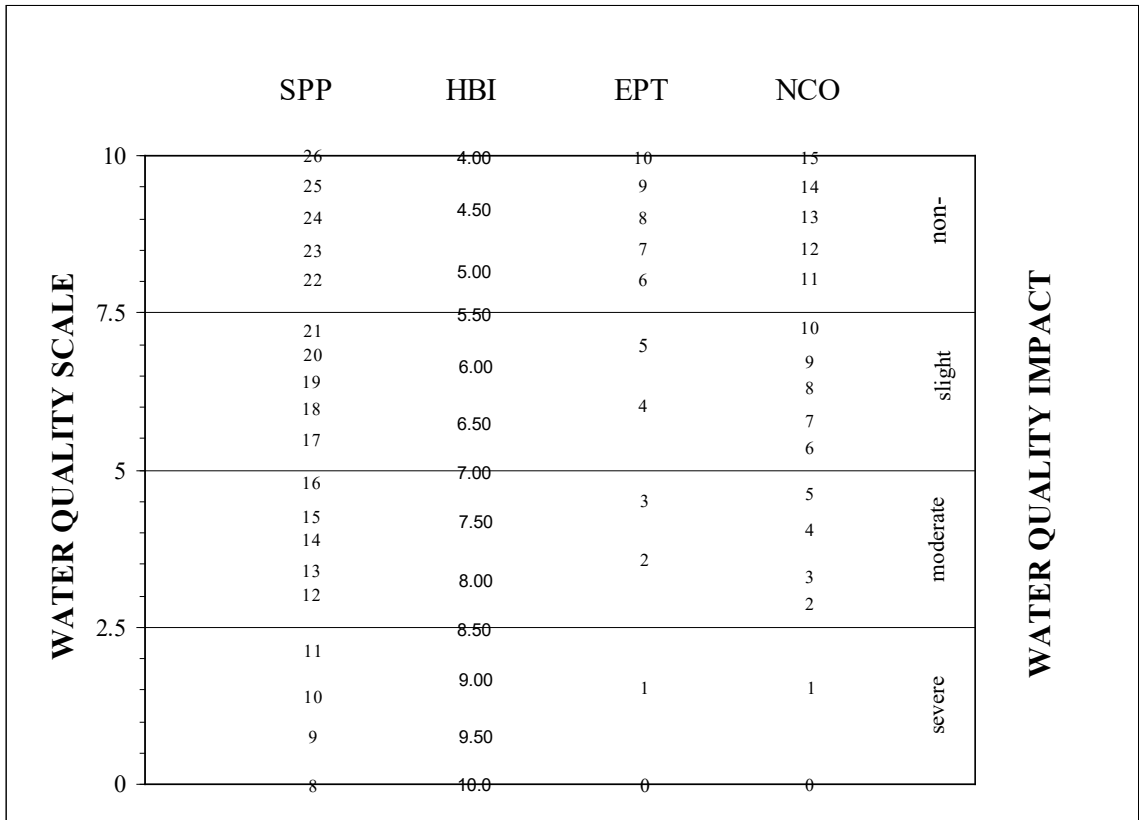 SPP HBI EPT NCO
10 26 4.00 10 15
25 9 14
4.50
24 8 13
non-
23 7 12
5.00
22 6 11
7.5 5.50
21 10
20 5 9
6.00
19 8
slight
18 4 7
6.50
17 6
5 7.00
16 3 5
15 7.50 4
14
moderate
13 2 3
8.00
12 2
2.5 8.50
11
9.00
10 1 1
severe
9 9.50
0 8 10.0 0 0
WATER QUALITY SCALE
WATER QUALITY IMPACT